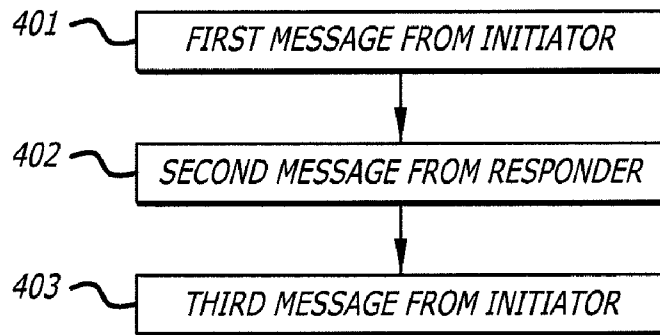 401 FIRST MESSAGE FROM INITIATOR
402 SECOND MESSAGE FROM RESPONDER
403 THIRD MESSAGE FROM INITIATOR